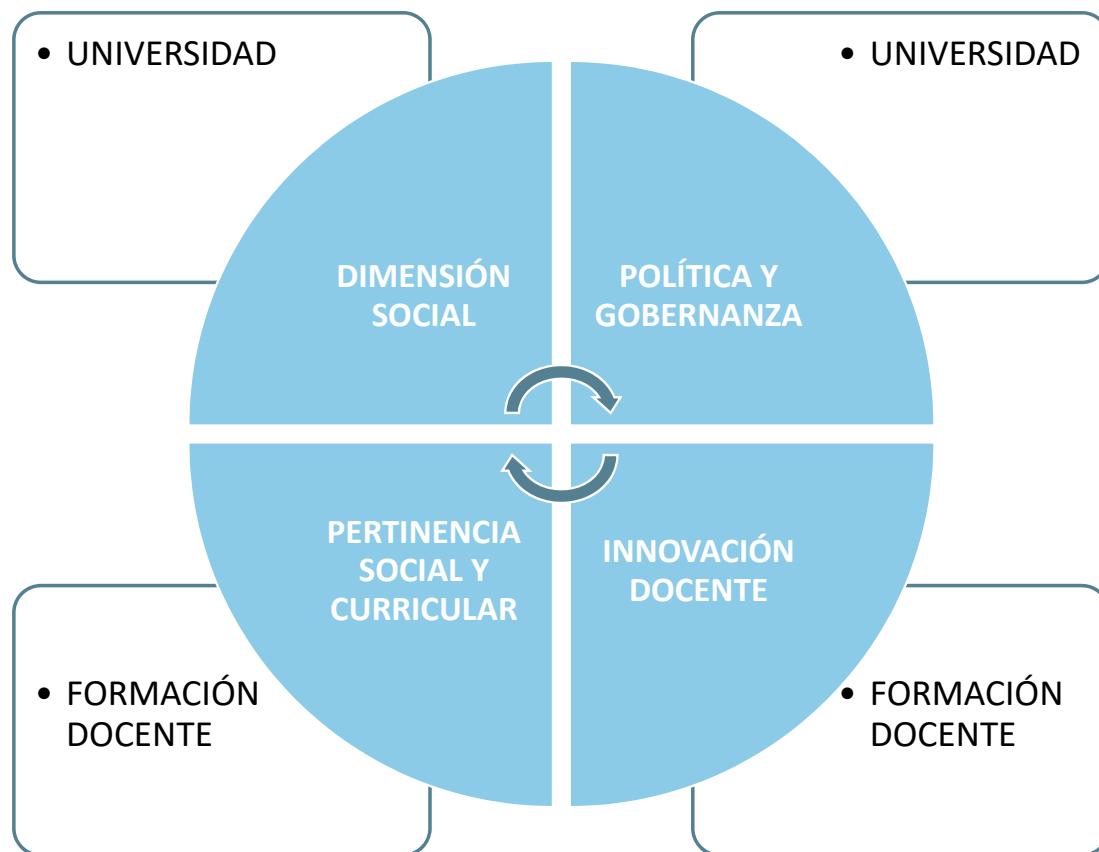 • UNIVERSIDAD
• UNIVERSIDAD
DIMENSIÓN
SOCIAL
POLÍTICA Y
GOBERNANZA
PERTINENCIA
SOCIAL Y
CURRICULAR
INNOVACIÓN
DOCENTE
• FORMACIÓN
DOCENTE
• FORMACIÓN
DOCENTE